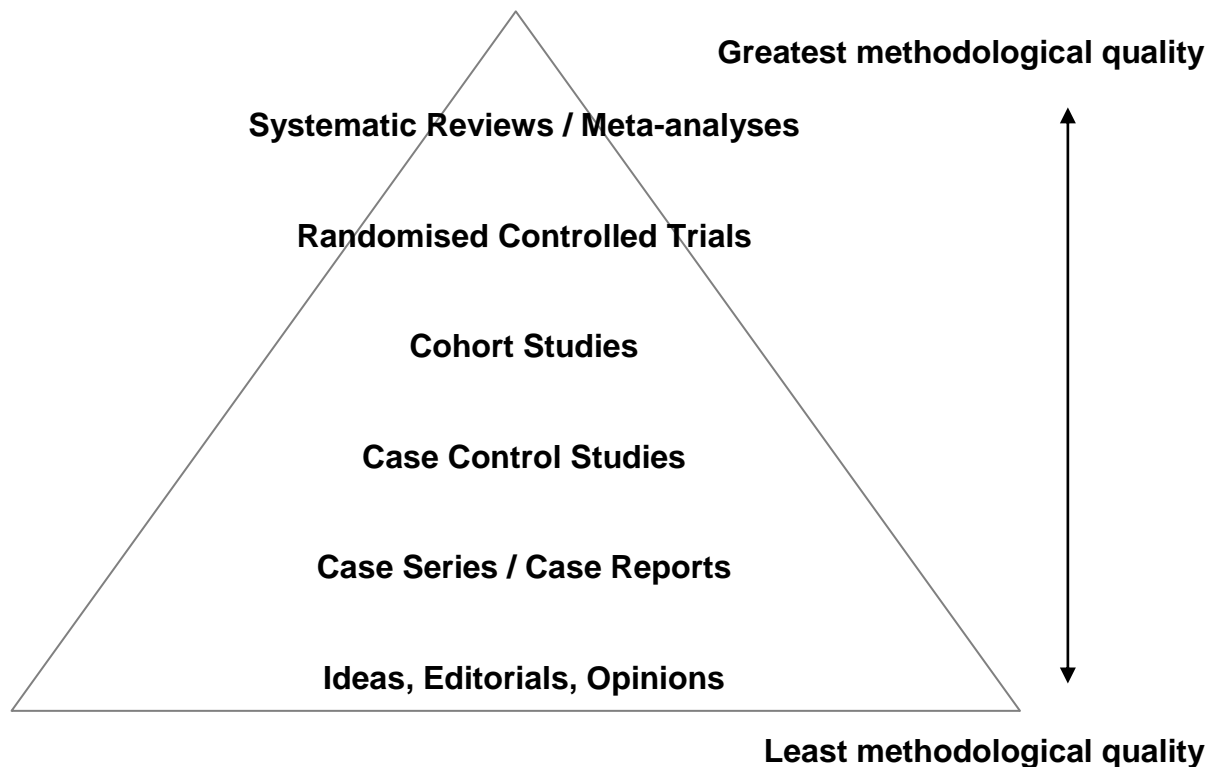 Greatest methodological quality
Systematic Reviews / Meta-analyses
Randomised Controlled Trials
Cohort Studies
Case Control Studies
Case Series / Case Reports
Ideas, Editorials, Opinions
Least methodological quality